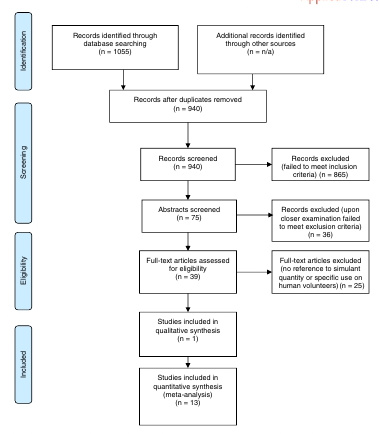 Identification
Records identified through
database searching
(n = 1055)
Additional records identified
through other sources
(n = n/a)
Records after duplicates removed
(n = 940)
Screening
Records screened
(n = 940)
Records excluded
(failed to meet inclusion
criteria) (n = 865)
Abstracts screened
(n = 75)
Records excluded (upon
closer examination failed
to meet exclusion criteria)
(n = 36)
Eligibility
Full-text articles assessed
for eligibility
(n = 39)
Full-text articles excluded
(no reference to simulant
quantity or specific use on
human volunteers) (n = 25)
Included
Studies included in
qualitative synthesis
(n = 1)
Studies included in
quantitative synthesis
(meta-analysis)
(n = 13)